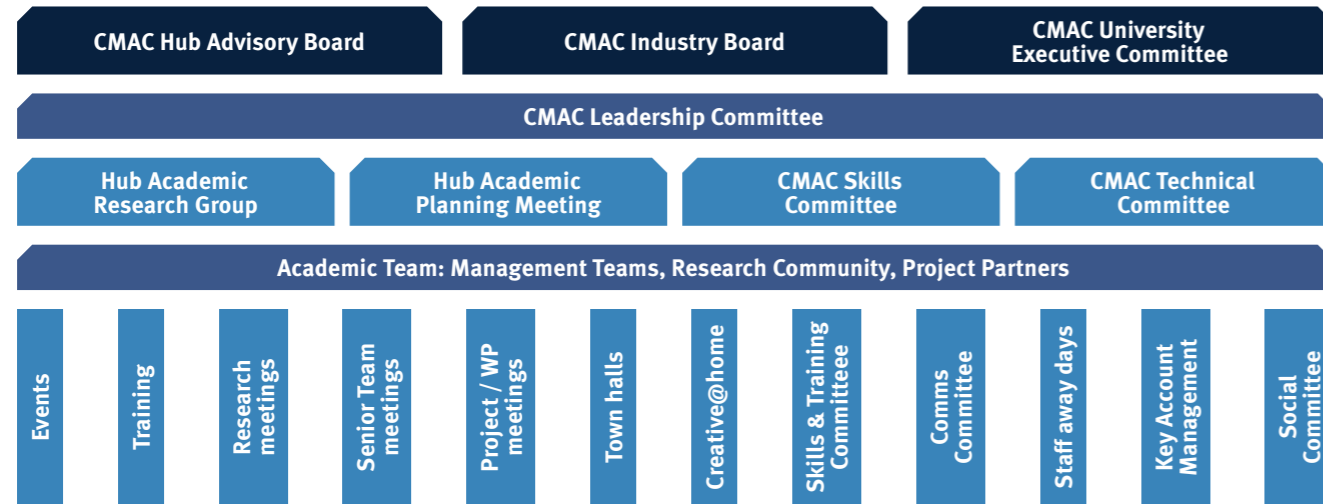 CMAC Hub Advisory Board
CMAC Industry Board
CMAC University
Executive Committee
CMAC Leadership Committee
Hub Academic
Research Group
Hub Academic
Planning Meeting
CMAC Skills
Committee
CMAC Technical
Committee
Academic Team: Management Teams, Research Community, Project Partners
Events
Training
Research
meetings
Senior Team
meetings
Project / WP
meetings
Town halls
Creative@home
Skills & Training
Committee
Comms
Committee
Staff away days
Key Account
Management
Social
Committee